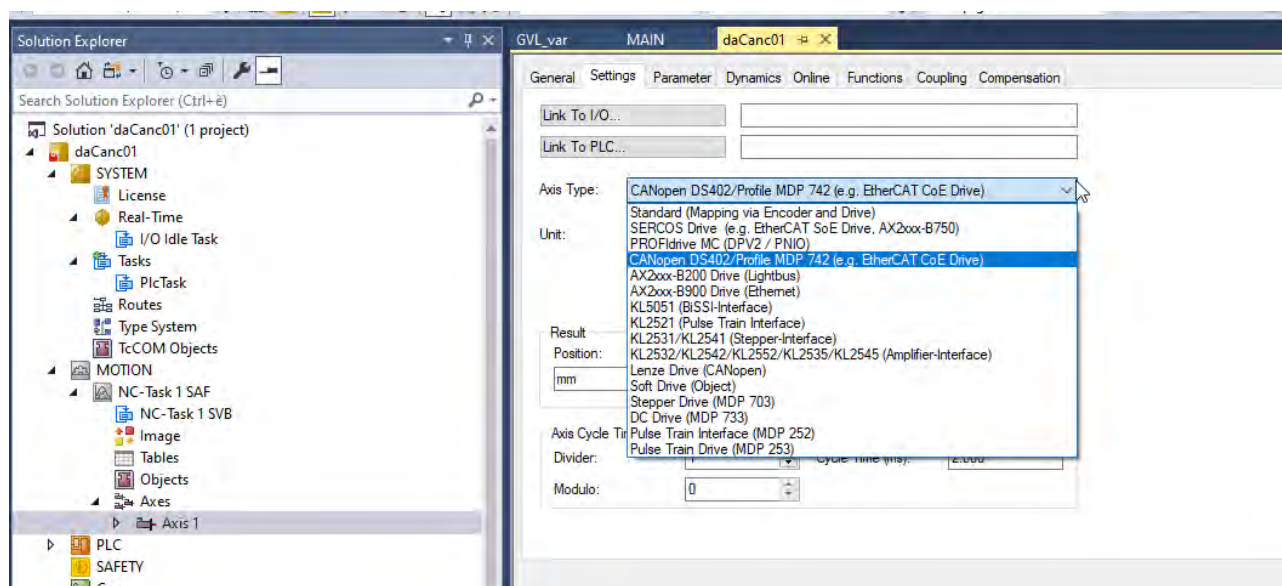 Solution Explorer
Search Solution Explorer (Ctrl+è)
Solution 'daCanc01' (1 project)
daCanc01
SYSTEM
License
Real-Time
I/O Idle Task
Tasks
PlcTask
Routes
Type System
TcCOM Objects
MOTION
NC-Task 1 SAF
NC-Task 1 SVB
Image
Tables
Objects
Axes
Axis 1
PLC
SAFETY
GVL_var MAIN daCanc01
General Settings Parameter Dynamics Online Functions Coupling Compensation
Link To I/O...
Link To PLC...
Axis Type: CANopen DS402/Profile MDP 742 (e.g. EtherCAT CoE Drive)
Standard (Mapping via Encoder and Drive)
Unit:
SERCOS Drive (e.g. EtherCAT SoE Drive, AX2xxx-B750)
PROFIdrive MC (DPV2 / PNIO)
CANopen DS402/Profile MDP 742 (e.g. EtherCAT CoE Drive)
AX2xxx-B200 Drive (Lightbus)
AX2xxx-B900 Drive (Ethernet)
KL5051 (BiSSI-Interface)
KL2521 (Pulse Train Interface)
KL2531/KL2541 (Stepper-Interface)
KL2532/KL2542/KL2552/KL2535/KL2545 (Amplifier-Interface)
Lenze Drive (CANopen)
Soft Drive (Object)
Stepper Drive (MDP 703)
DC Drive (MDP 733)
Pulse Train Interface (MDP 252)
Pulse Train Drive (MDP 253)
Result
Position:
mm
Axis Cycle
Divider:
Modulo: 0